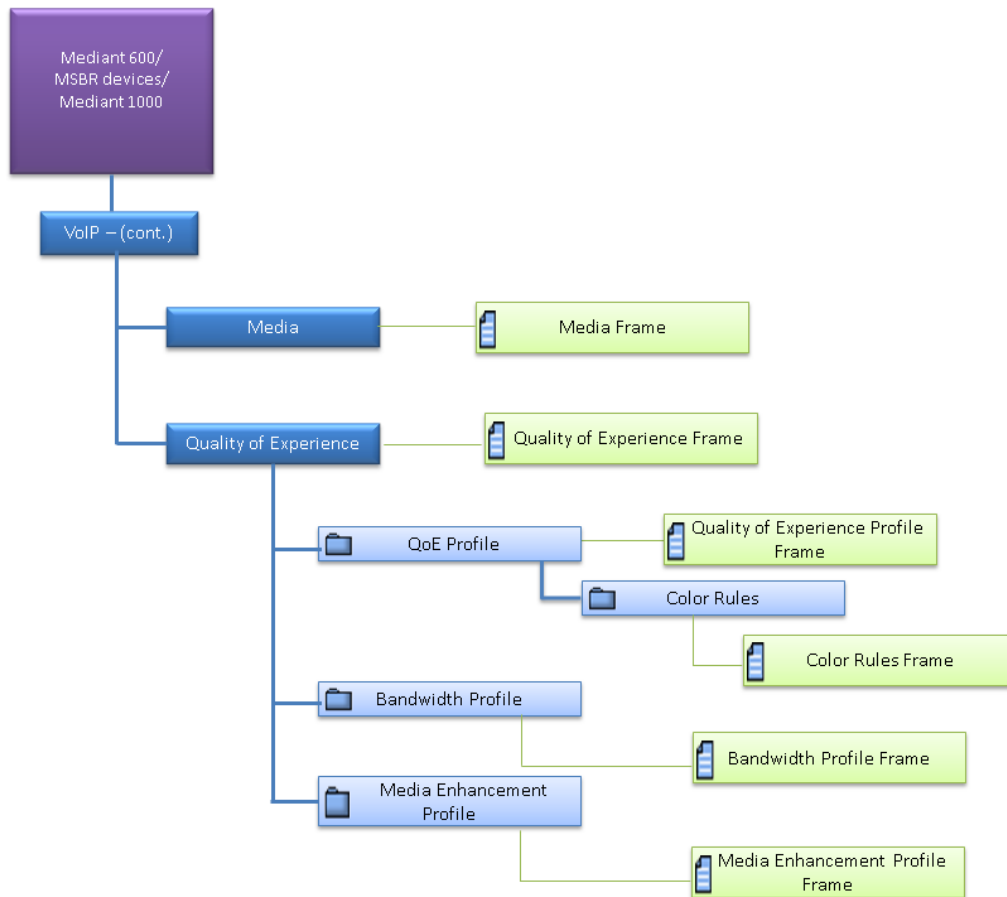 Mediant 600/
MSBR devices/
Mediant 1000
VoIP – (cont.)
Media
Media Frame
Quality of Experience
Quality of Experience Frame
QoE Profile
Quality of Experience Profile
Frame
Color Rules
Color Rules Frame
Bandwidth Profile
Bandwidth Profile Frame
Media Enhancement
Profile
Media Enhancement Profile
Frame